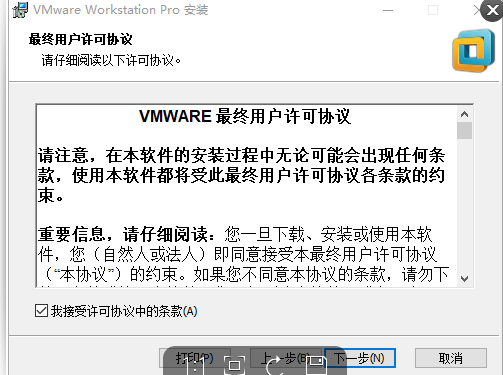 VMware Workstation Pro 安装
最终用户许可协议
请仔细阅读以下许可协议。
VMWARE 最终用户许可协议
请注意，在本软件的安装过程中无论可能会出现任何条
款，使用本软件都将受此最终用户许可协议各条款的约
束。
重要信息，请仔细阅读：您一旦下载、安装或使用本软
件，您（自然人或法人）即同意接受本最终用户许可协议
（“本协议”）的约束。如果您不同意本协议的条款，请勿下
我接受许可协议中的条款(A)
打印(P)
上一步(B)
下一步(N)
取消
1:1